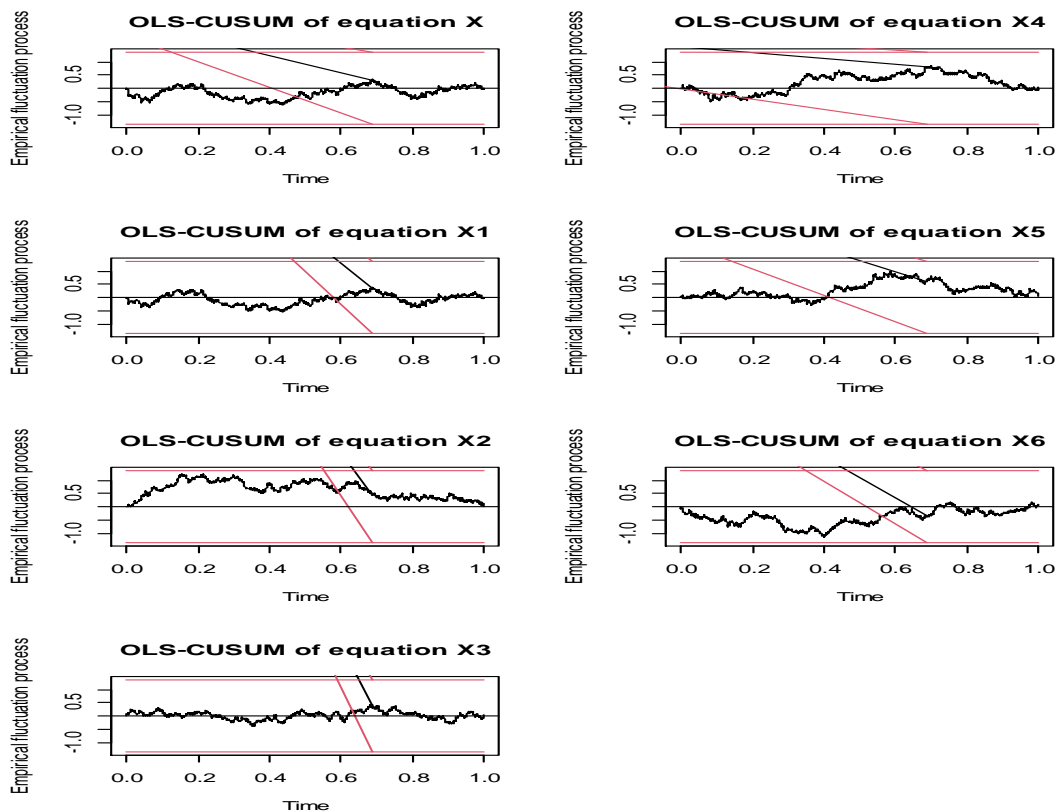 OLS-CUSUM of equation X
Empirical fluctuation process
0.5
-1.0
0.0 0.2 0.4 0.6 0.8 1.0
Time
OLS-CUSUM of equation X1
Empirical fluctuation process
0.5
-1.0
0.0 0.2 0.4 0.6 0.8 1.0
Time
OLS-CUSUM of equation X2
Empirical fluctuation process
0.5
-1.0
0.0 0.2 0.4 0.6 0.8 1.0
Time
OLS-CUSUM of equation X3
Empirical fluctuation process
0.5
-1.0
0.0 0.2 0.4 0.6 0.8 1.0
Time
OLS-CUSUM of equation X4
Empirical fluctuation process
0.5
-1.0
0.0 0.2 0.4 0.6 0.8 1.0
Time
OLS-CUSUM of equation X5
Empirical fluctuation process
0.5
-1.0
0.0 0.2 0.4 0.6 0.8 1.0
Time
OLS-CUSUM of equation X6
Empirical fluctuation process
0.5
-1.0
0.0 0.2 0.4 0.6 0.8 1.0
Time